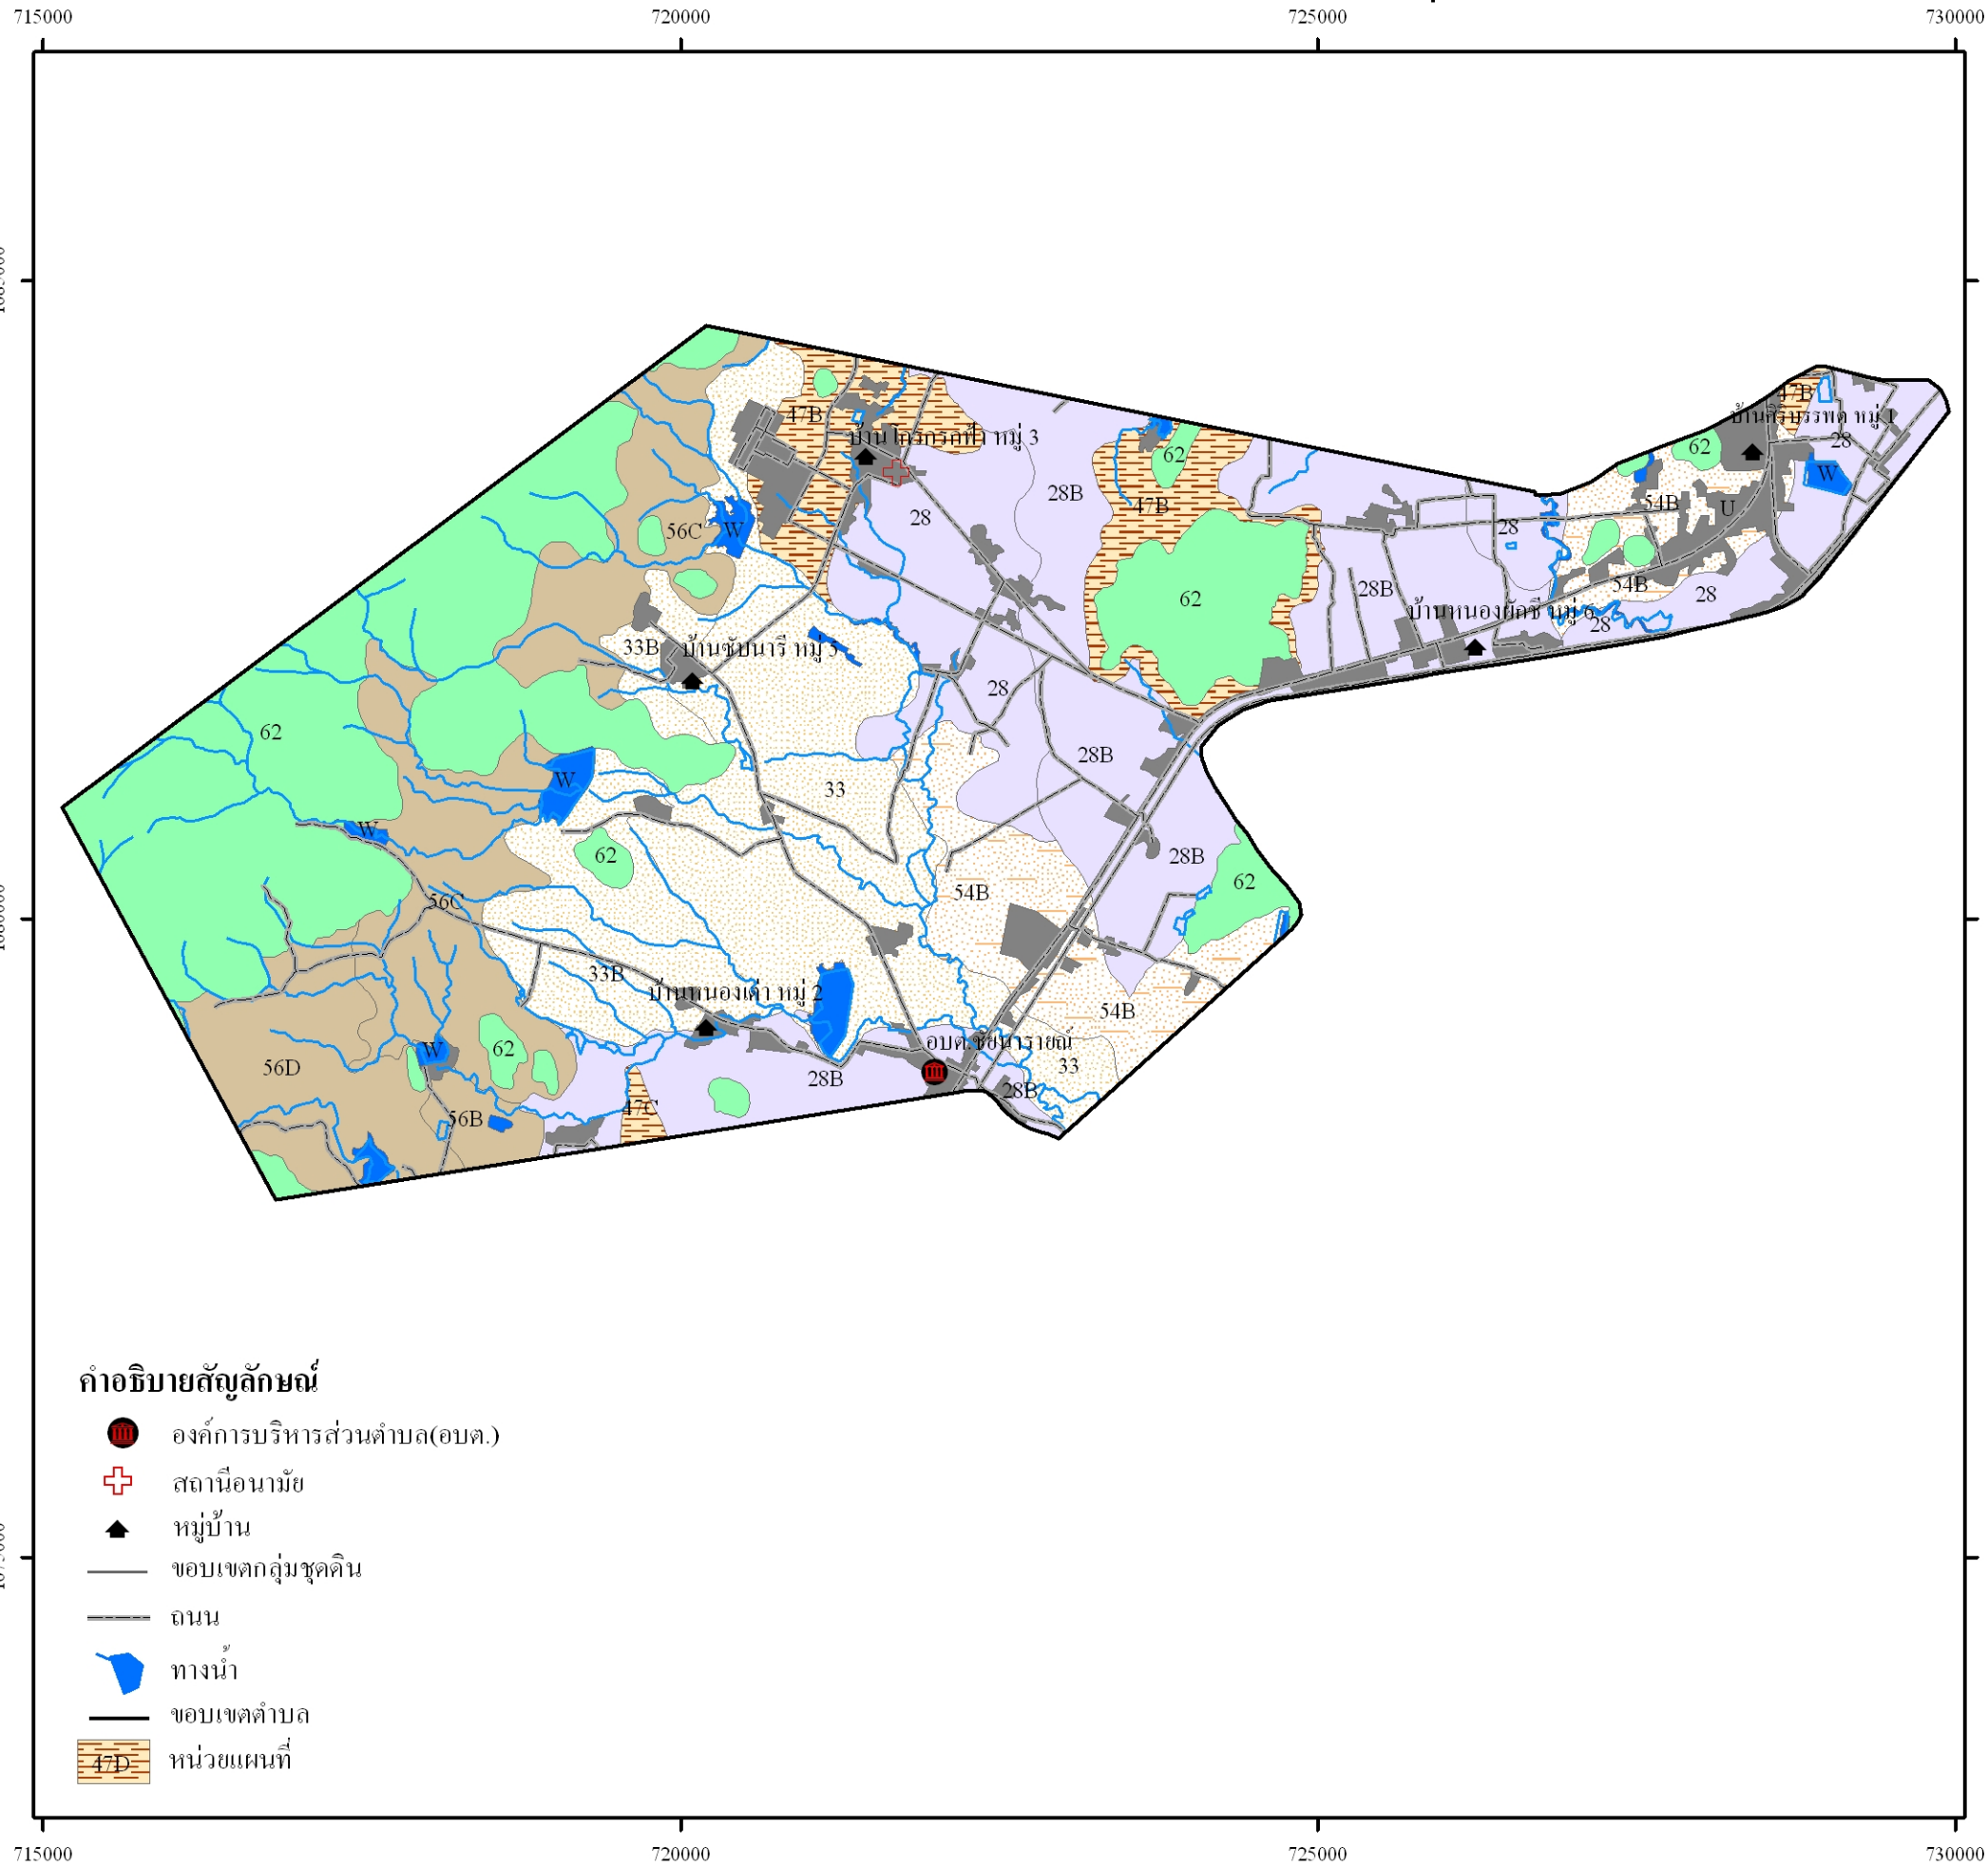 715000 720000 725000 730000
47B
บ้านโคกรกฟ้า หมู่ 3
47B
บ้านศิริบรรพต หมู่ 1
28
62
62
W
28B
47B
54B
U
28
56C
W
28
62
28B
54B
28
บ้านหนองผักชี หมู่ 6
28
33B
บ้านซับนารี หมู่ 5
28
62
28B
W
33
W
62
28B
62
54B
56C
33B
บ้านหนองเต่า หมู่ 2
54B
อบต.ชัยนารายณ์
W
62
56D
33
28B
28B
47C
56B
คำอธิบายสัญลักษณ์
องค์การบริหารส่วนตำบล(อบต.)
สถานีอนามัย
หมู่บ้าน
ขอบเขตกลุ่มชุดดิน
ถนน
ทางน้ำ
ขอบเขตตำบล
47D หน่วยแผนที่
715000 720000 725000 730000